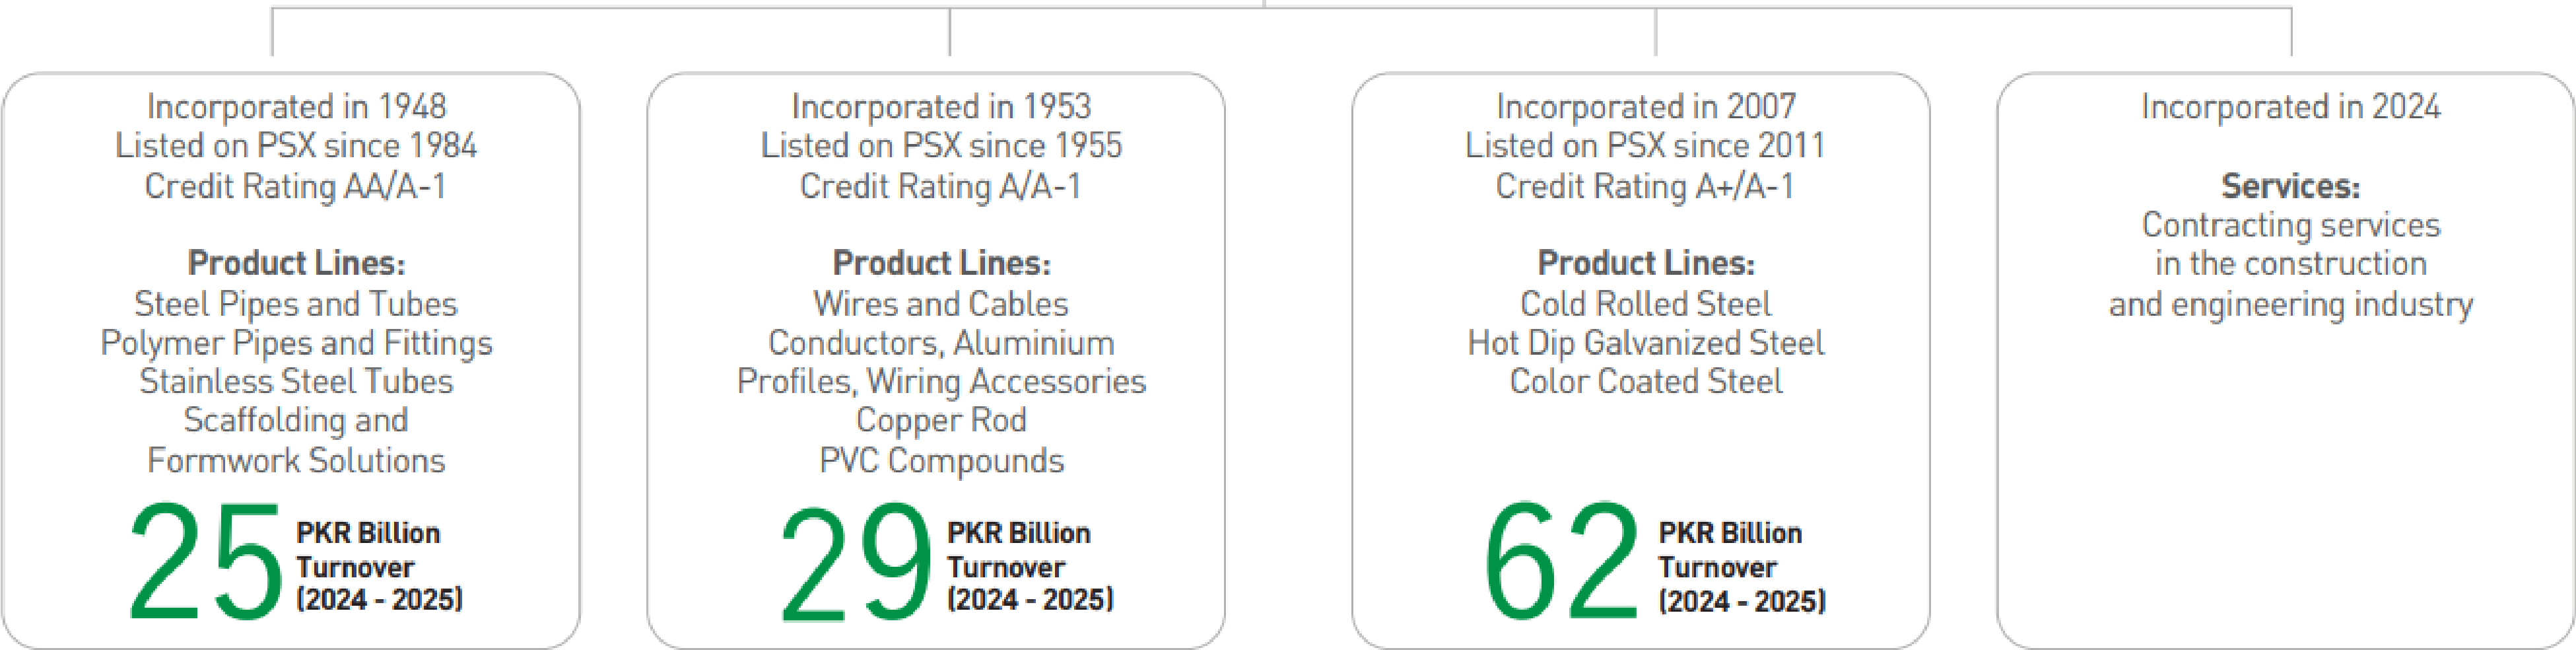 Incorporated in 1948
Listed on PSX since 1984
Credit Rating AA/A-1
Product Lines:
Steel Pipes and Tubes
Polymer Pipes and Fittings
Stainless Steel Tubes
Scaffolding and
Formwork Solutions
25
PKR Billion
Turnover
(2024 - 2025)
Incorporated in 1953
Listed on PSX since 1955
Credit Rating A/A-1
Product Lines:
Wires and Cables
Conductors, Aluminium
Profiles, Wiring Accessories
Copper Rod
PVC Compounds
29
PKR Billion
Turnover
(2024 - 2025)
Incorporated in 2007
Listed on PSX since 2011
Credit Rating A+/A-1
Product Lines:
Cold Rolled Steel
Hot Dip Galvanized Steel
Color Coated Steel
62
PKR Billion
Turnover
(2024 - 2025)
Incorporated in 2024
Services:
Contracting services
in the construction
and engineering industry